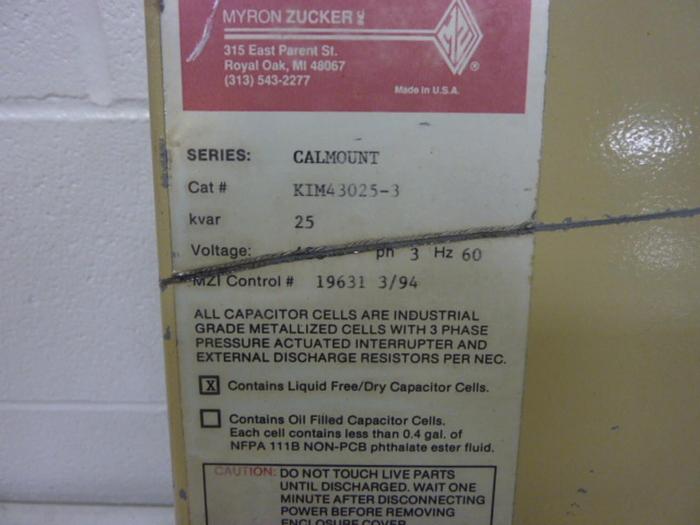 MYRON ZUCKER INC
315 East Parent St.
Royal Oak, MI 48067
(313) 543-2277
MZ ®
Made in U.S.A.
SERIES: CALMOUNT
Cat # KIM43025-3
kvar 25
Voltage: ph 3 Hz 60
MZI Control # 19631 3/94
ALL CAPACITOR CELLS ARE INDUSTRIAL
GRADE METALLIZED CELLS WITH 3 PHASE
PRESSURE ACTUATED INTERRUPTER AND
EXTERNAL DISCHARGE RESISTORS PER NEC.
X Contains Liquid Free/Dry Capacitor Cells.
Contains Oil Filled Capacitor Cells.
Each cell contains less than 0.4 gal. of
NFPA 111B NON-PCB phthalate ester fluid.
CAUTION: DO NOT TOUCH LIVE PARTS
UNTIL DISCHARGED. WAIT ONE
MINUTE AFTER DISCONNECTING
POWER BEFORE REMOVING
ENCLOSURE COVER